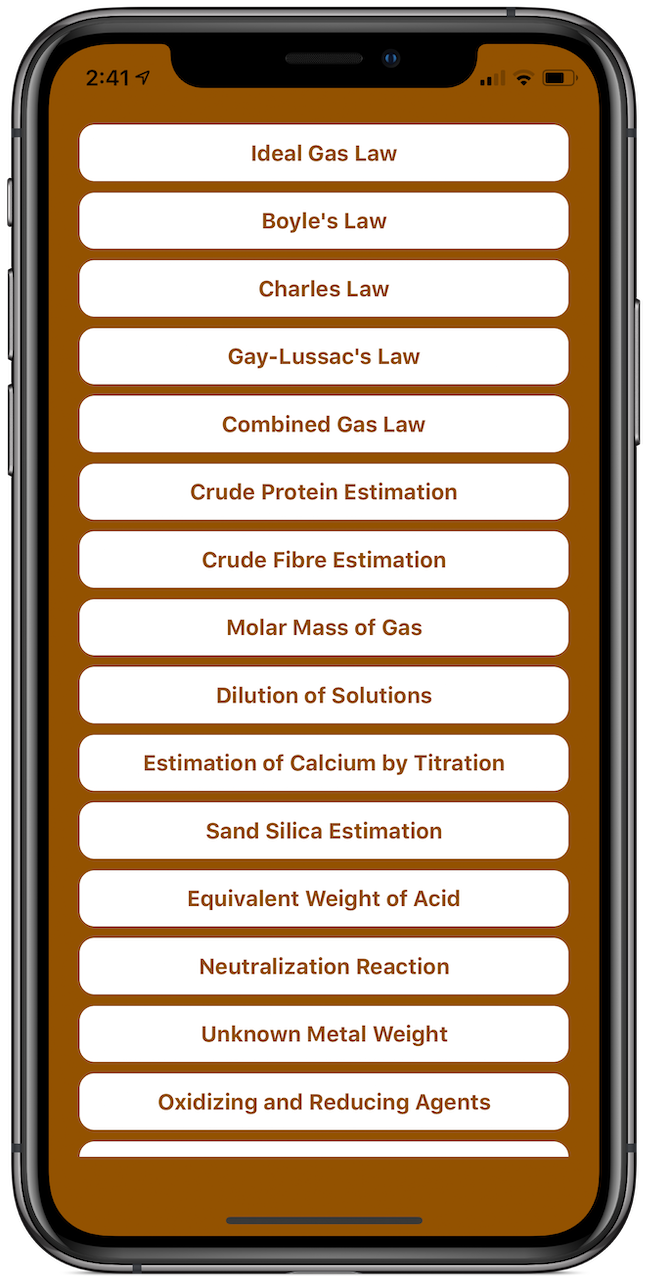 2:41
Ideal Gas Law
Boyle's Law
Charles Law
Gay-Lussac's Law
Combined Gas Law
Crude Protein Estimation
Crude Fibre Estimation
Molar Mass of Gas
Dilution of Solutions
Estimation of Calcium by Titration
Sand Silica Estimation
Equivalent Weight of Acid
Neutralization Reaction
Unknown Metal Weight
Oxidizing and Reducing Agents